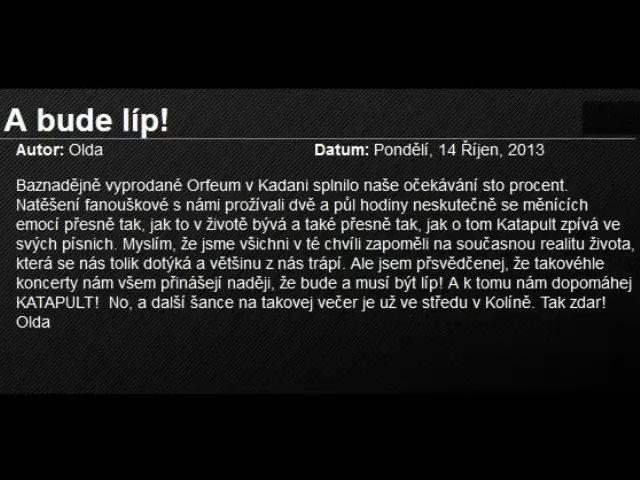 A bude líp!
Autor: Olda Datum: Pondělí, 14 Říjen, 2013
Baznadějně vyprodané Orfeum v Kadani splnilo naše očekávání sto procent.
Natěšení fanouškové s námi prožívali dvě a půl hodiny neskutečně se měnících
emocí přesně tak, jak to v životě bývá a také přesně tak, jak o tom Katapult zpívá ve
svých písnich. Myslím, že jsme všichni v té chvíli zapoměli na současnou realitu života,
která se nás tolik dotýká a většinu z nás trápí. Ale jsem přsvědčenej, že takovéhle
koncerty nám všem přinášejí naději, že bude a musí být líp! A k tomu nám dopomáhej
KATAPULT! No, a další šance na takovej večer je už ve středu v Kolíně. Tak zdar!
Olda